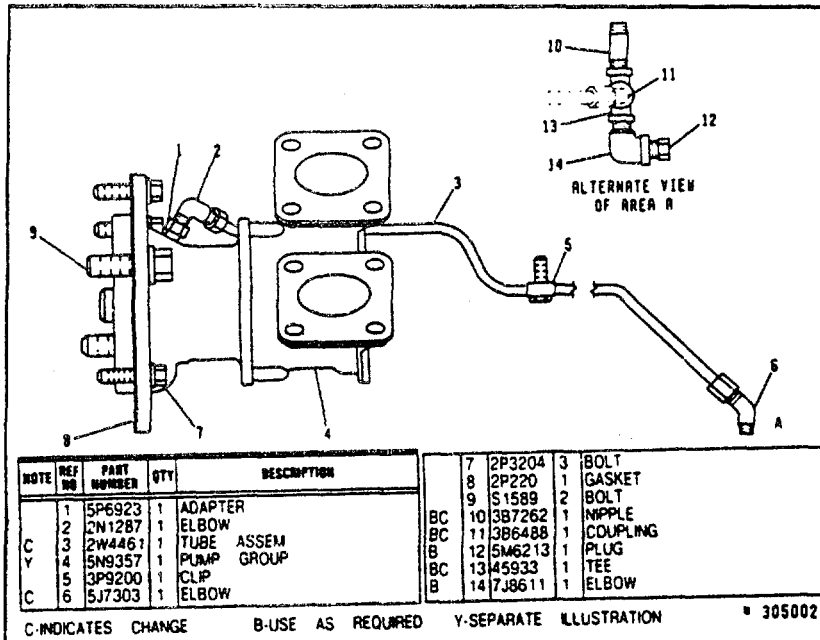 10
11
13
12
14
ALTERNATE VIEW
OF AREA A
1
2
3
9
5
6
A
8
7
4
NOTE REF NO PART NUMBER QTY DESCRIPTION
1 5P6923 1 ADAPTER
2 2N1287 1 ELBOW
C 3 2W4461 1 TUBE ASSEM
Y 4 5N9357 1 PUMP GROUP
5 3P9200 1 CLIP
C 6 5J7303 1 ELBOW
7 2P3204 3 BOLT
8 2P220 1 GASKET
9 S1589 2 BOLT
BC 10 3B7262 1 NIPPLE
BC 11 3B6488 1 COUPLING
B 12 5M6213 1 PLUG
BC 13 45933 1 TEE
B 14 7J8611 1 ELBOW
C-INDICATES CHANGE B-USE AS REQUIRED Y-SEPARATE ILLUSTRATION
305002